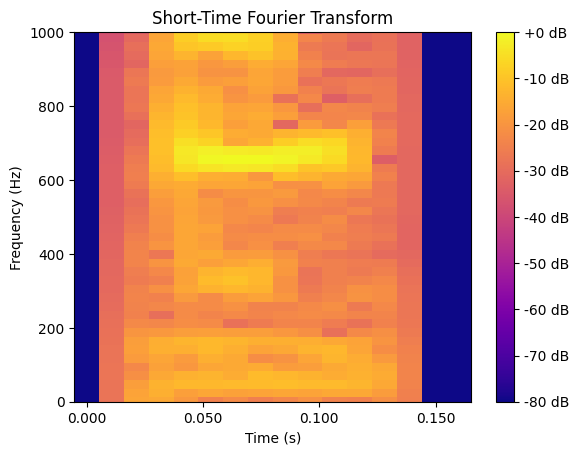 Short-Time Fourier Transform
1000
800
600
400
200
0
Frequency (Hz)
0.000
0.050
0.100
0.150
Time (s)
+0 dB
-10 dB
-20 dB
-30 dB
-40 dB
-50 dB
-60 dB
-70 dB
-80 dB